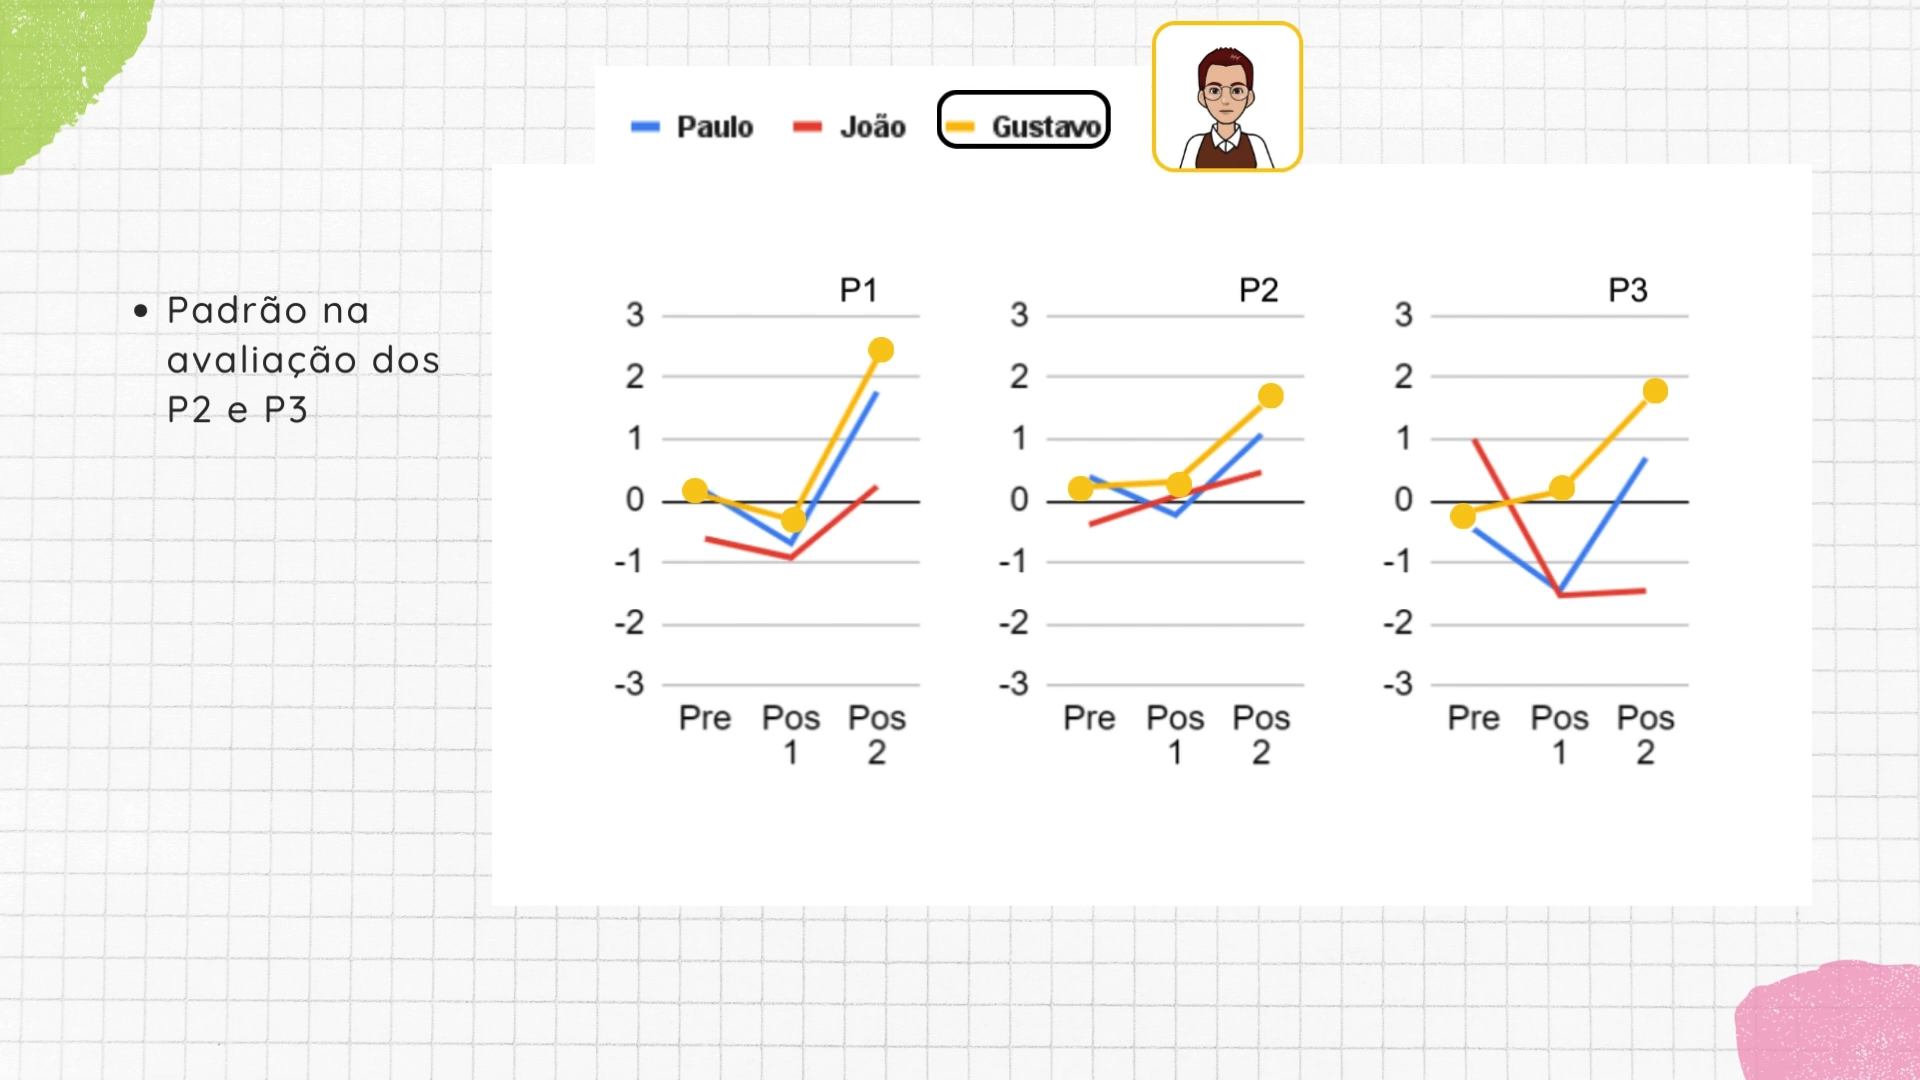 Paulo João Gustavo
• Padrão na
avaliação dos
P2 e P3
P1
3
2
1
0
-1
-2
-3
Pre Pos Pos
1 2
P2
3
2
1
0
-1
-2
-3
Pre Pos Pos
1 2
P3
3
2
1
0
-1
-2
-3
Pre Pos Pos
1 2